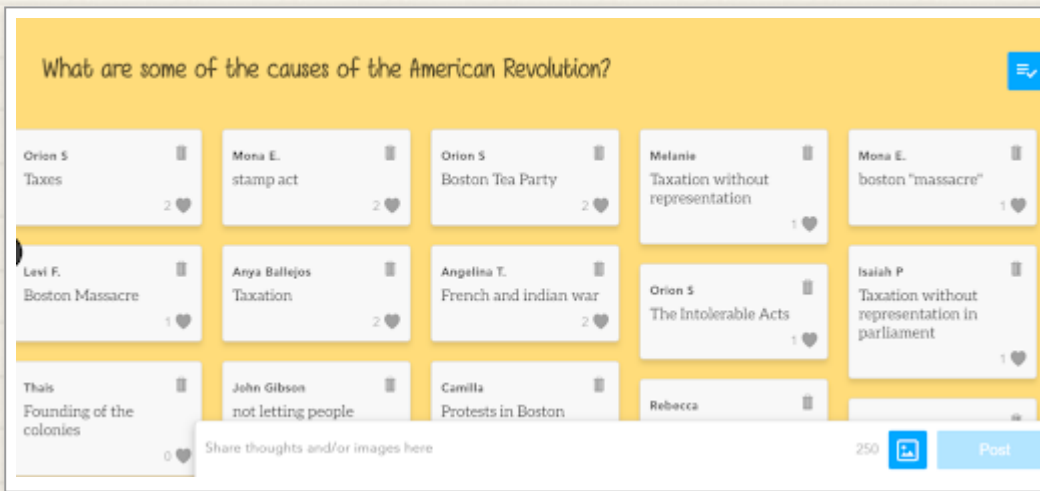 What are some of the causes of the American Revolution?
Orion S
Taxes
2
Mona E.
stamp act
2
Orion S
Boston Tea Party
2
Melanie
Taxation without
representation
1
Mona E.
boston "massacre"
1
Levi F.
Boston Massacre
1
Anya Ballejos
Taxation
2
Angelina T.
French and indian war
2
Orion S
The Intolerable Acts
1
Isaiah P
Taxation without
representation in
parliament
1
Thais
Founding of the
colonies
0
John Gibson
not letting people
Camilla
Protests in Boston
Rebecca
Share thoughts and/or images here
250
Post